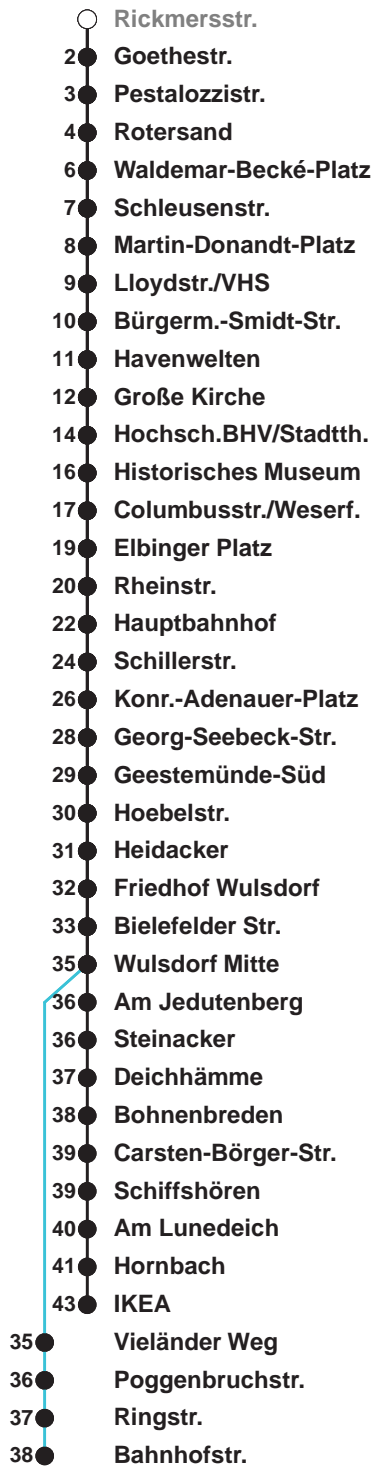 Rickmersstr.
2 Goethestr.
3 Pestalozzistr.
4 Rotersand
6 Waldemar-Becké-Platz
7 Schleusenstr.
8 Martin-Donandt-Platz
9 Lloydstr./VHS
10 Bürgerm.-Smidt-Str.
11 Havenwelten
12 Große Kirche
14 Hochsch.BHV/Stadtth.
16 Historisches Museum
17 Columbusstr./Weserf.
19 Elbinger Platz
20 Rheinstr.
22 Hauptbahnhof
24 Schillerstr.
26 Konr.-Adenauer-Platz
28 Georg-Seebeck-Str.
29 Geestemünde-Süd
30 Hoebelstr.
31 Heidacker
32 Friedhof Wulsdorf
33 Bielefelder Str.
35 Wulsdorf Mitte
36 Am Jedutenberg
36 Steinacker
37 Deichhämme
38 Bohnenbreden
39 Carsten-Börger-Str.
39 Schiffshören
40 Am Lunedeich
41 Hornbach
43 IKEA
35 Vieländer Weg
36 Poggenbruchstr.
37 Ringstr.
38 Bahnhofstr.